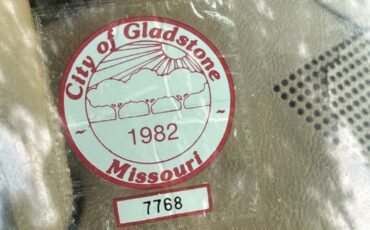 City of Gladstone
1982
Missouri
7768